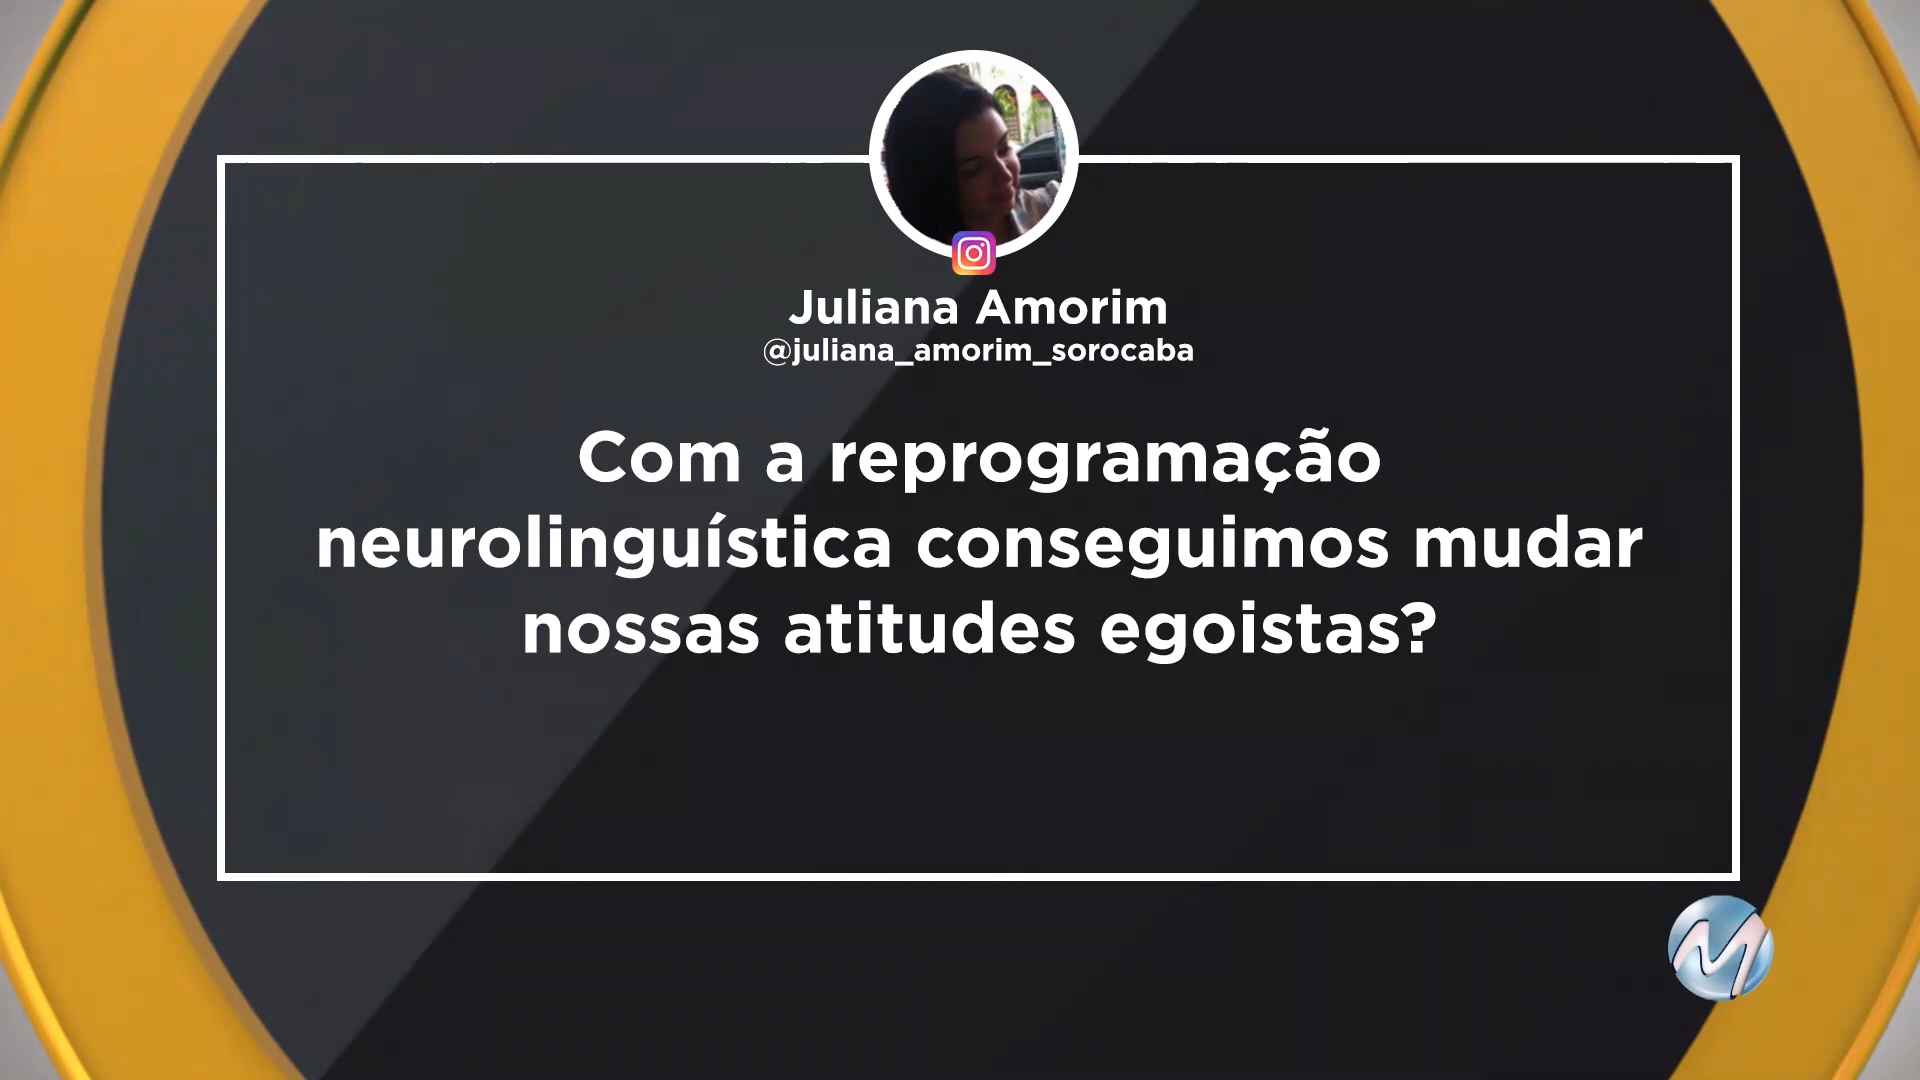 Juliana Amorim
@juliana_amorim_sorocaba
Com a reprogramação
neurolinguística conseguimos mudar
nossas atitudes egoistas?
M